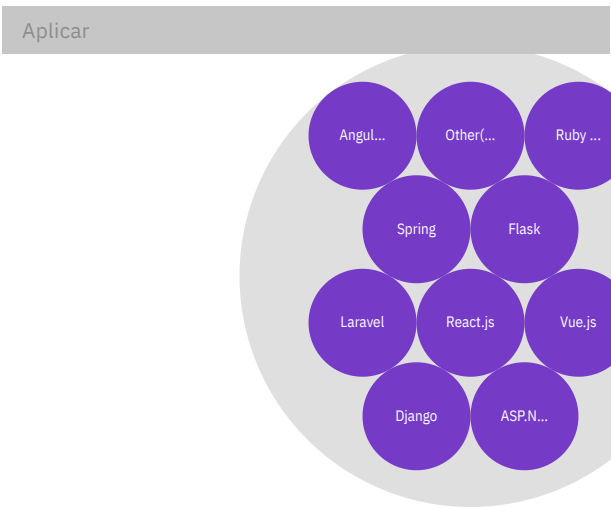 Aplicar
Angul...
Other(...
Ruby ...
Spring
Flask
Laravel
React.js
Vue.js
Django
ASP.N...